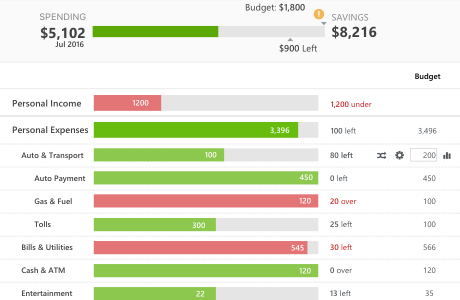 SPENDING
$5,102
Jul 2016
Budget: $1,800
!
$900 Left
SAVINGS
$8,216
Budget
Personal Income 1200 1,200 under
Personal Expenses 3,396 100 left 3,496
Auto & Transport 100 80 left 200
Auto Payment 450 0 left 450
Gas & Fuel 120 20 over 100
Tolls 300 25 left 100
Bills & Utilities 545 30 left 566
Cash & ATM 120 0 over 120
Entertainment 22 13 left 35